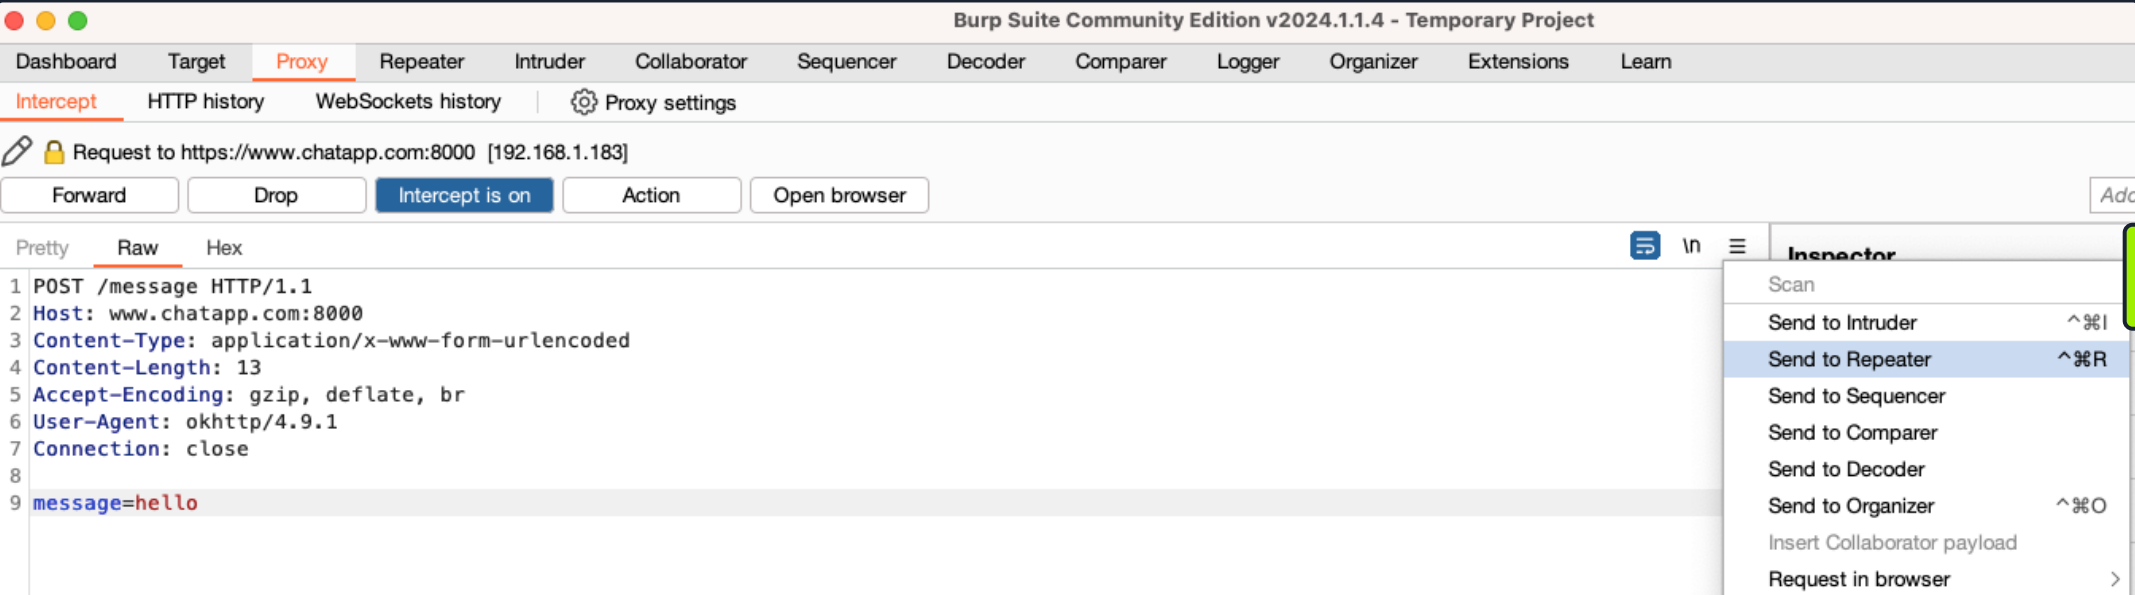 Burp Suite Community Edition v2024.1.1.4 - Temporary Project
Dashboard Target Proxy Repeater Intruder Collaborator Sequencer Decoder Comparer Logger Organizer Extensions Learn
Intercept HTTP history WebSockets history Proxy settings
Request to https://www.chatapp.com:8000 [192.168.1.183]
Forward Drop Intercept is on Action Open browser
Pretty Raw Hex \n
Inspector
1 POST /message HTTP/1.1
2 Host: www.chatapp.com:8000
3 Content-Type: application/x-www-form-urlencoded
4 Content-Length: 13
5 Accept-Encoding: gzip, deflate, br
6 User-Agent: okhttp/4.9.1
7 Connection: close
8
9 message=hello
Scan
Send to Intruder ^⌘I
Send to Repeater ^⌘R
Send to Sequencer
Send to Comparer
Send to Decoder
Send to Organizer ^⌘O
Insert Collaborator payload
Request in browser >